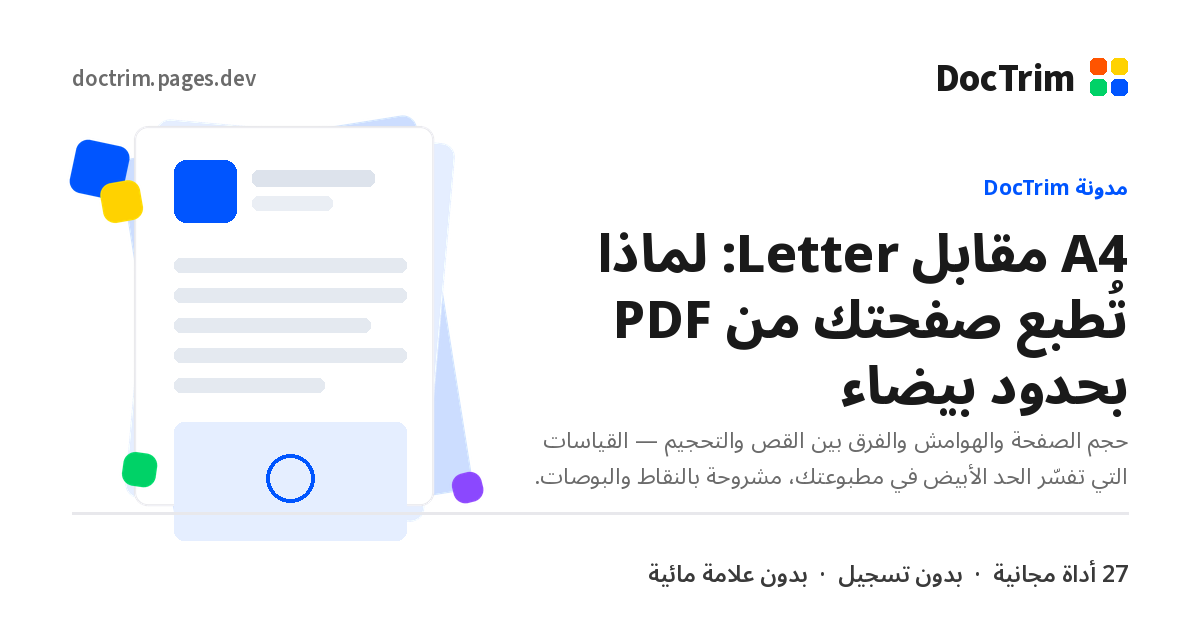 DocTrim
doctrim.pages.dev
مدونة DocTrim
A4 مقابل Letter: لماذا
تُطبع صفحتك من PDF
بحدود بيضاء
حجم الصفحة والهوامش والفرق بين القص والتحجيم — القياسات
التي تفسّر الحد الأبيض في مطبوعتك، مشروحة بالنقاط والبوصات.
27 أداة مجانية · بدون تسجيل · بدون علامة مائية